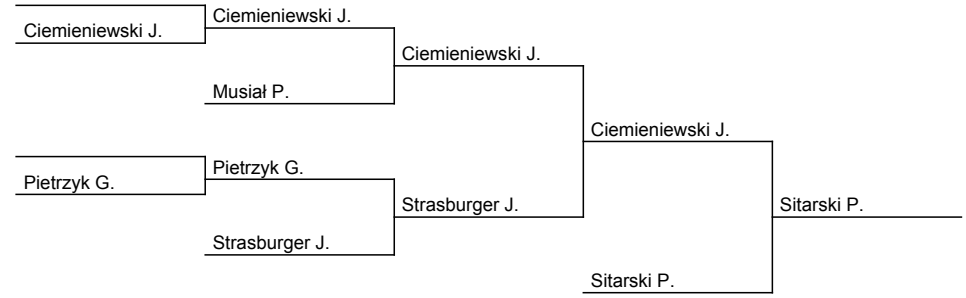 Ciemieniewski J.
Ciemieniewski J.
Ciemieniewski J.
Musiał P.
Ciemieniewski J.
Pietrzyk G.
Pietrzyk G.
Strasburger J.
Sitarski P.
Strasburger J.
Sitarski P.